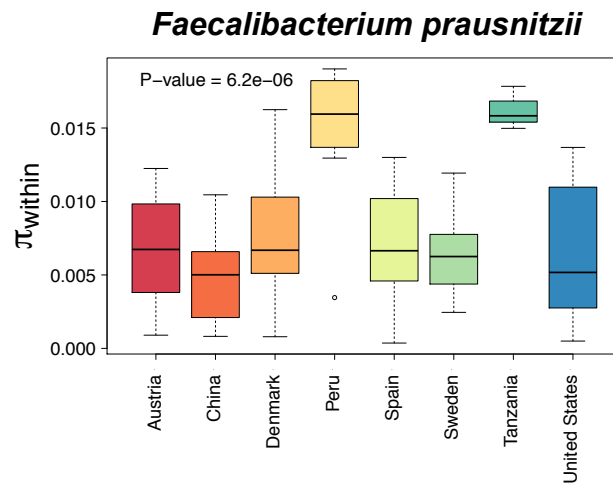 Faecalibacterium prausnitzii
P−value = 6.2e−06
πwithin
0.015
0.010
0.005
0.000
Austria
China
Denmark
Peru
Spain
Sweden
Tanzania
United States